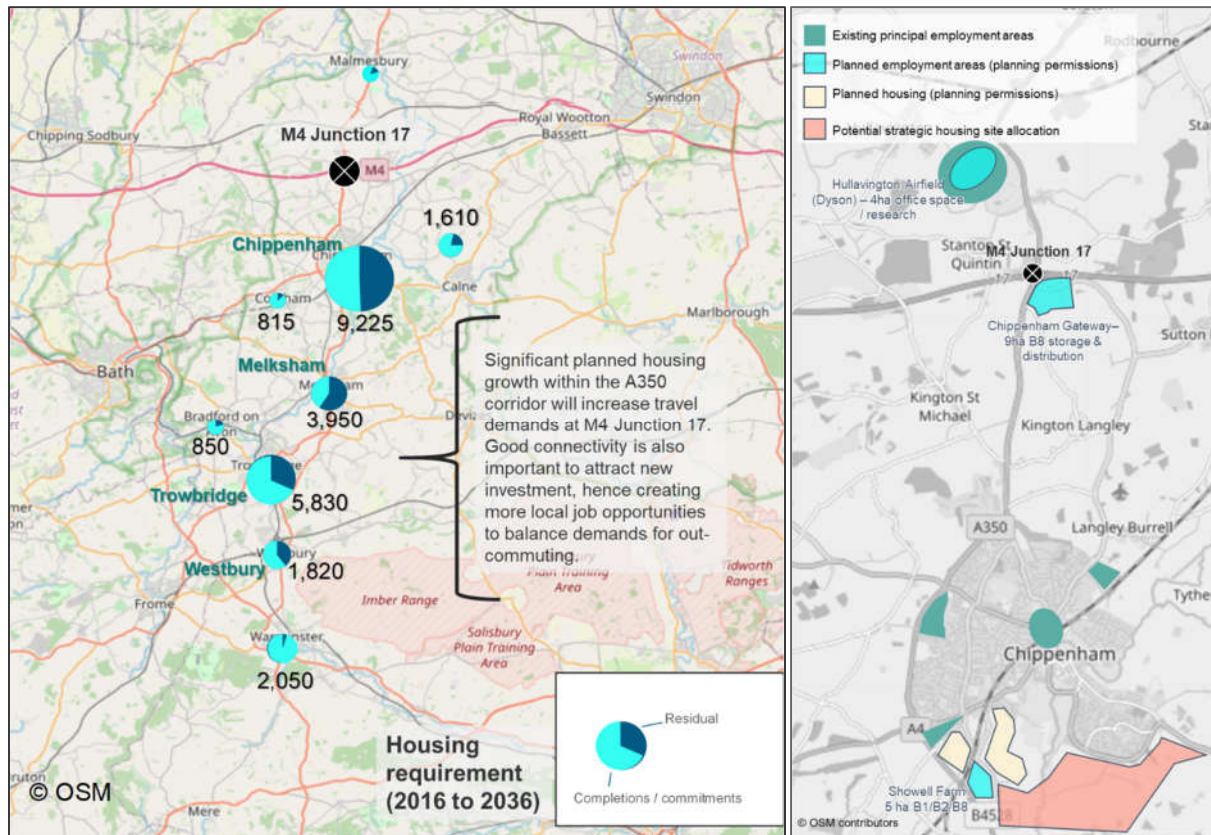 Malmesbury
Swindon
Swindon
Chipping Sodbury
Royal Wootton
Bassett
M4 Junction 17
M4
1,610
Chippenham
Calne
815
9,225
Marlborough
Bath
Melksham
3,950
Bradford on
850
Trowbridge
5,830
Significant planned housing
growth within the A350
corridor will increase travel
demands at M4 Junction 17.
Good connectivity is also
important to attract new
investment, hence creating
more local job opportunities
to balance demands for out-
commuting.
Westbury
1,820
Frome
Imber Range
Plain Training
Area
Tidworth
Ranges
Salisbury
Plain Training
Area
2,050
Mere
Housing
requirement
(2016 to 2036)
Residual
Completions / commitments
© OSM
Existing principal employment areas
Planned employment areas (planning permissions)
Planned housing (planning permissions)
Potential strategic housing site allocation
Rodbourne
Hullavington Airfield
(Dyson) – 4ha office space
/ research
Stanton St
Quintin
M4 Junction 17
17
17
Chippenham Gateway–
9ha B8 storage &
distribution
Sutton
Kington St
Michael
Kington Langley
A350
Langley Burrell
Chippenham
A4
Showell Farm
5 ha B1/B2/B8
B4528
© OSM contributors